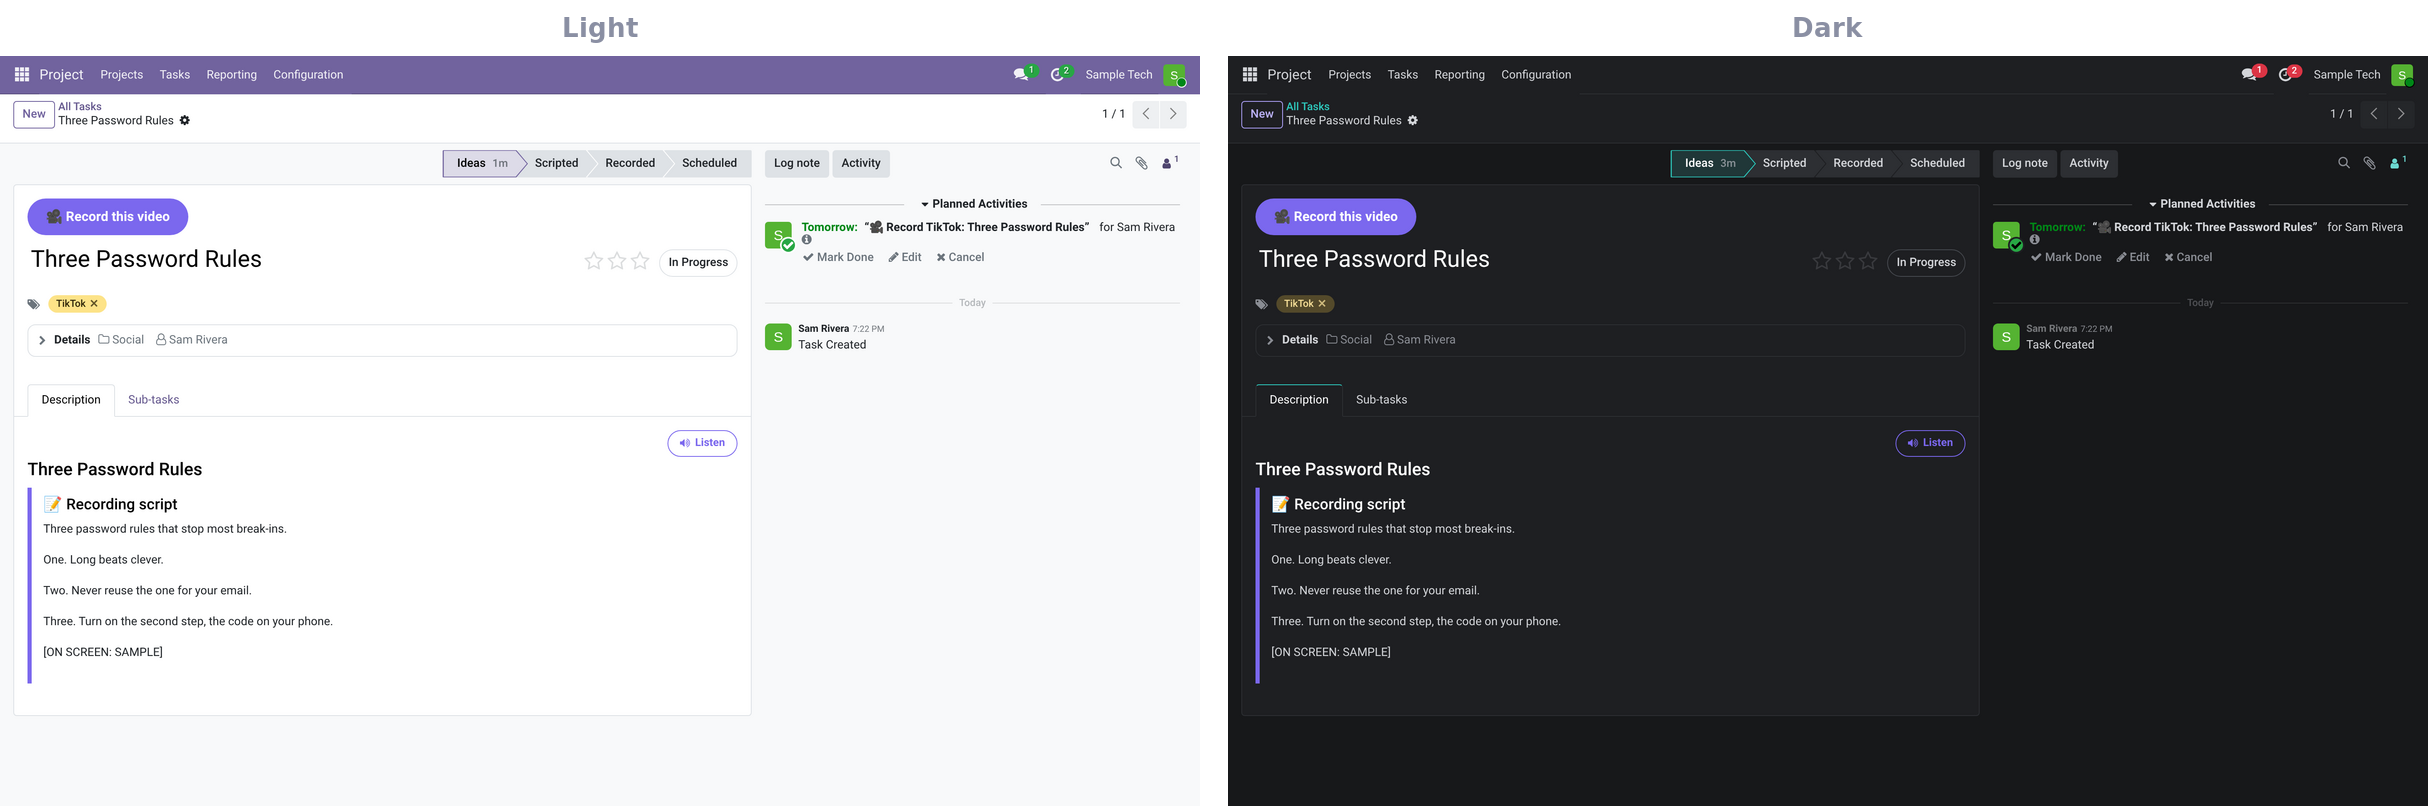 Light
Project Projects Tasks Reporting Configuration 1 2 Sample Tech S
New All Tasks
Three Password Rules
1 / 1
Ideas 1m Scripted Recorded Scheduled Log note Activity 1
Record this video
Planned Activities
S Tomorrow: “🎥 Record TikTok: Three Password Rules” for Sam Rivera
Mark Done Edit Cancel
Three Password Rules In Progress
TikTok
Today
Details Social Sam Rivera
S Sam Rivera 7:22 PM
Task Created
Description Sub-tasks
Listen
Three Password Rules
📝 Recording script
Three password rules that stop most break-ins.
One. Long beats clever.
Two. Never reuse the one for your email.
Three. Turn on the second step, the code on your phone.
[ON SCREEN: SAMPLE]
Dark
Project Projects Tasks Reporting Configuration 1 2 Sample Tech S
New All Tasks
Three Password Rules
1 / 1
Ideas 3m Scripted Recorded Scheduled Log note Activity 1
Record this video
Planned Activities
S Tomorrow: “🎥 Record TikTok: Three Password Rules” for Sam Rivera
Mark Done Edit Cancel
Three Password Rules In Progress
TikTok
Today
Details Social Sam Rivera
S Sam Rivera 7:22 PM
Task Created
Description Sub-tasks
Listen
Three Password Rules
📝 Recording script
Three password rules that stop most break-ins.
One. Long beats clever.
Two. Never reuse the one for your email.
Three. Turn on the second step, the code on your phone.
[ON SCREEN: SAMPLE]